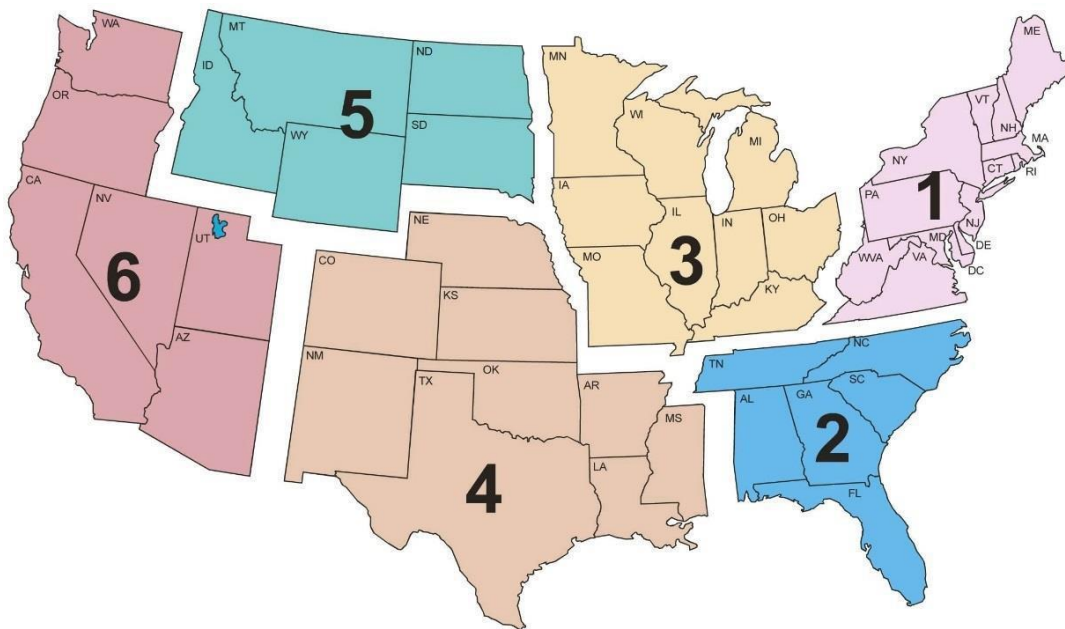 WA
OR
CA
NV
UT
AZ
6
MT
ID
WY
ND
SD
5
NE
CO
KS
NM
TX
OK
AR
LA
MS
4
MN
WI
MI
IA
IL
IN
OH
MO
KY
3
ME
VT
NH
MA
NY
CT
RI
PA
NJ
MD
DE
WVA
VA
DC
1
TN
NC
SC
AL
GA
FL
2